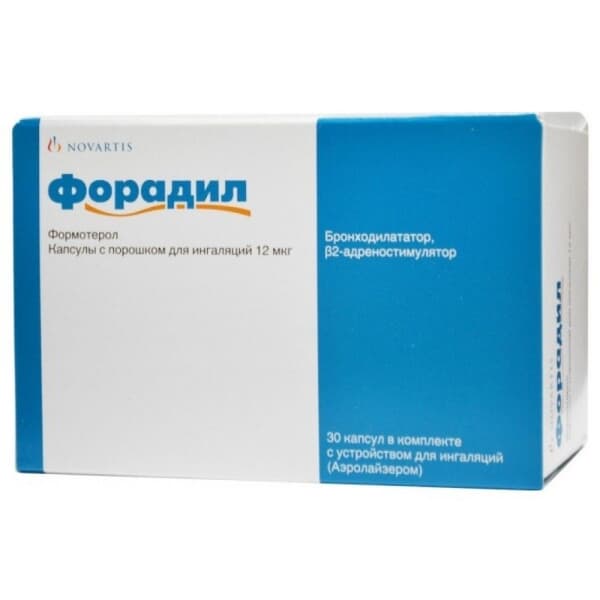 NOVARTIS
Форадил
Формотерол
Капсулы с порошком для ингаляций 12 мкг
Бронходилататор,
β2-адреностимулятор
30 капсул в комплекте
с устройством для ингаляций
(Аэролайзером)
NOVARTIS
Форадил